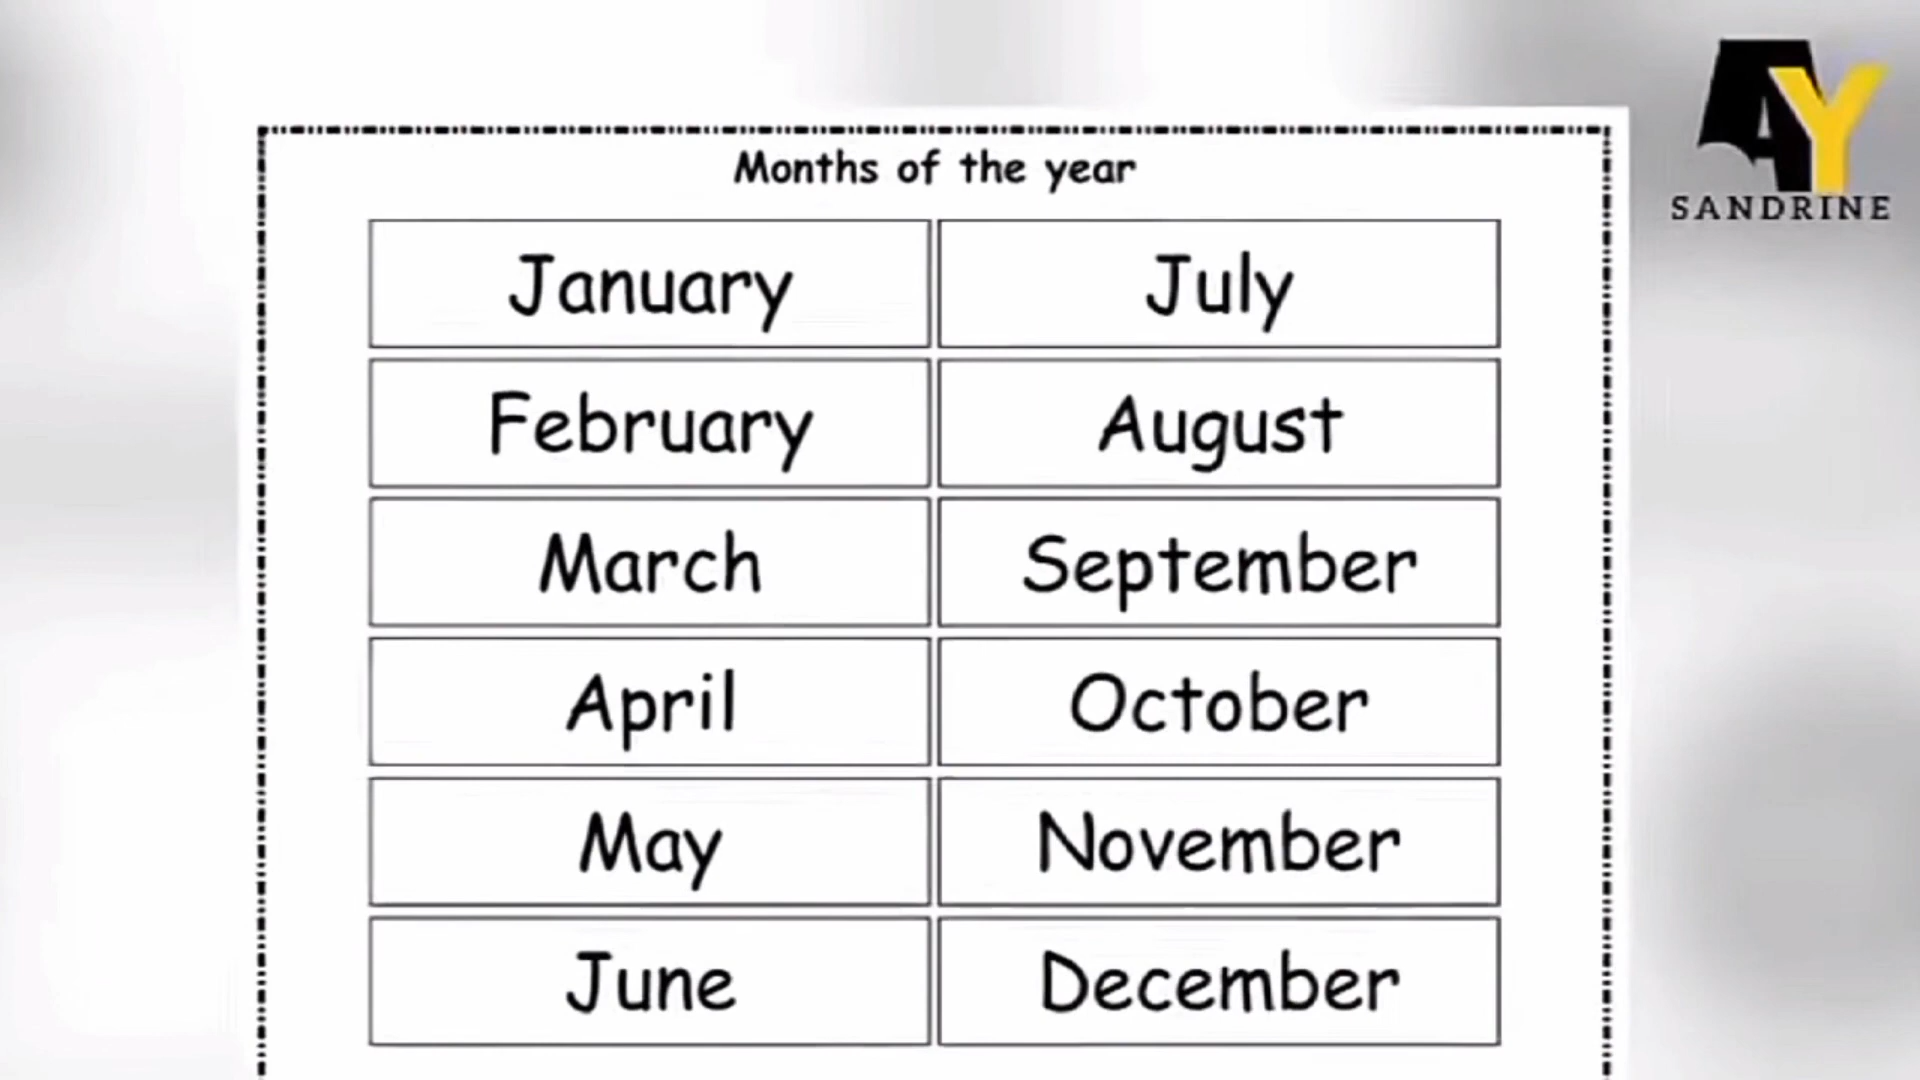 AY
SANDRINE
Months of the year
January
July
February
August
March
September
April
October
May
November
June
December